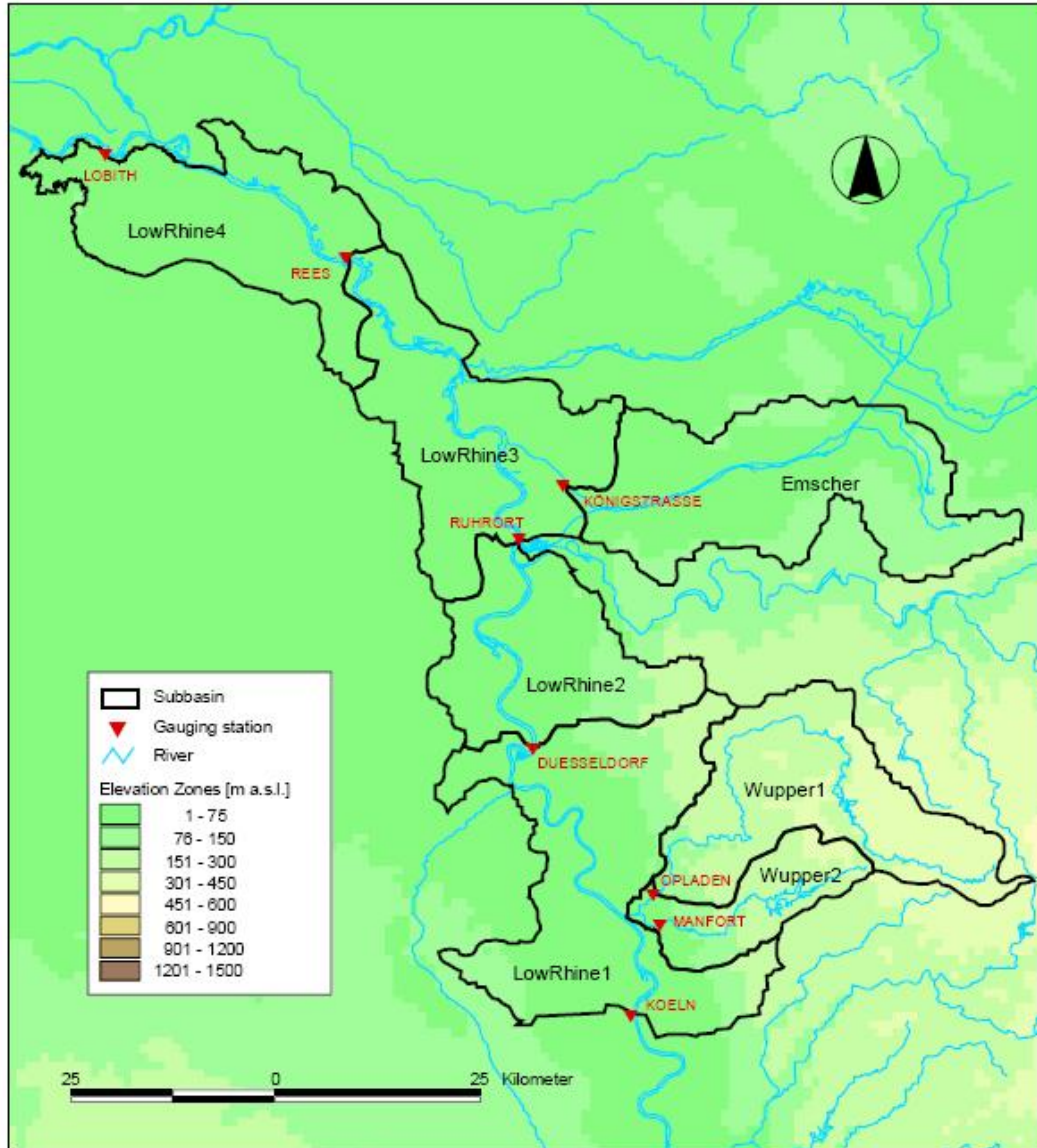 LOBITH
LowRhine4
REES
LowRhine3
KÖNIGSTRASSE
Emscher
RUHRORT
LowRhine2
DUESSELDORF
Wupper1
OPLADEN
Wupper2
MANFORT
LowRhine1
KOELN
Subbasin
Gauging station
River
Elevation Zones [m a.s.l.]
1 - 75
76 - 150
151 - 300
301 - 450
451 - 600
601 - 900
901 - 1200
1201 - 1500
25 0 25 Kilometer